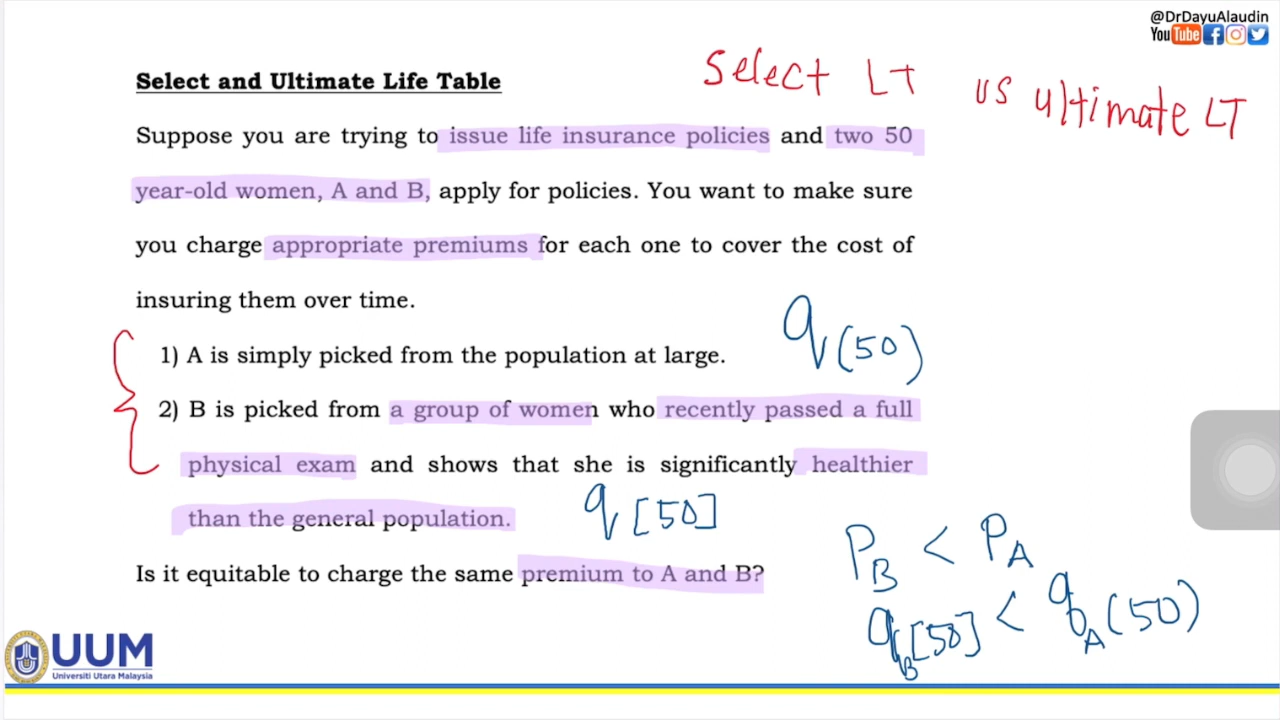 @DrDayuAlaudin
YouTube
Select LT vs ultimate LT
Select and Ultimate Life Table
Suppose you are trying to issue life insurance policies and two 50
year-old women, A and B, apply for policies. You want to make sure
you charge appropriate premiums for each one to cover the cost of
insuring them over time.
q(50)
1) A is simply picked from the population at large.
2) B is picked from a group of women who recently passed a full
physical exam and shows that she is significantly healthier
than the general population.
q[50]
Is it equitable to charge the same premium to A and B?
PB < PA
qB[50] < qA(50)
UUM
Universiti Utara Malaysia